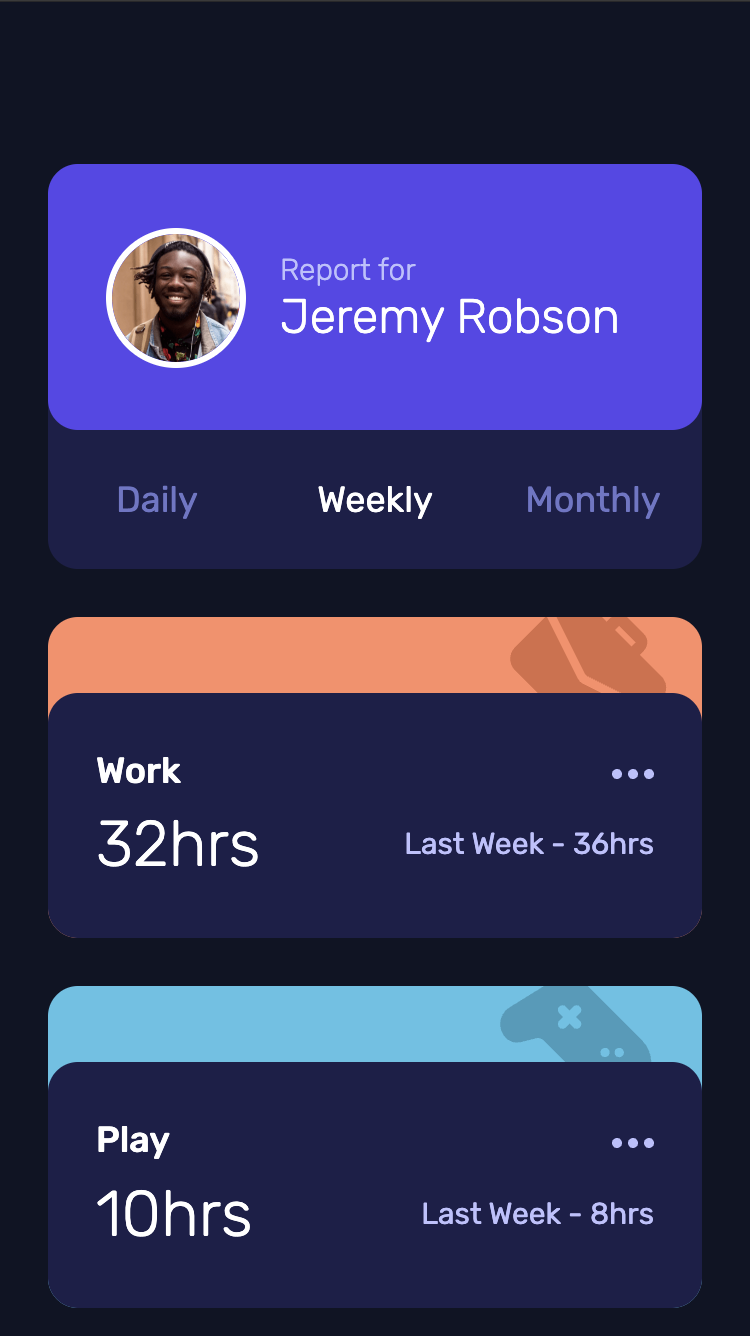 Report for
Jeremy Robson
Daily Weekly Monthly
Work
32hrs Last Week - 36hrs
Play
10hrs Last Week - 8hrs